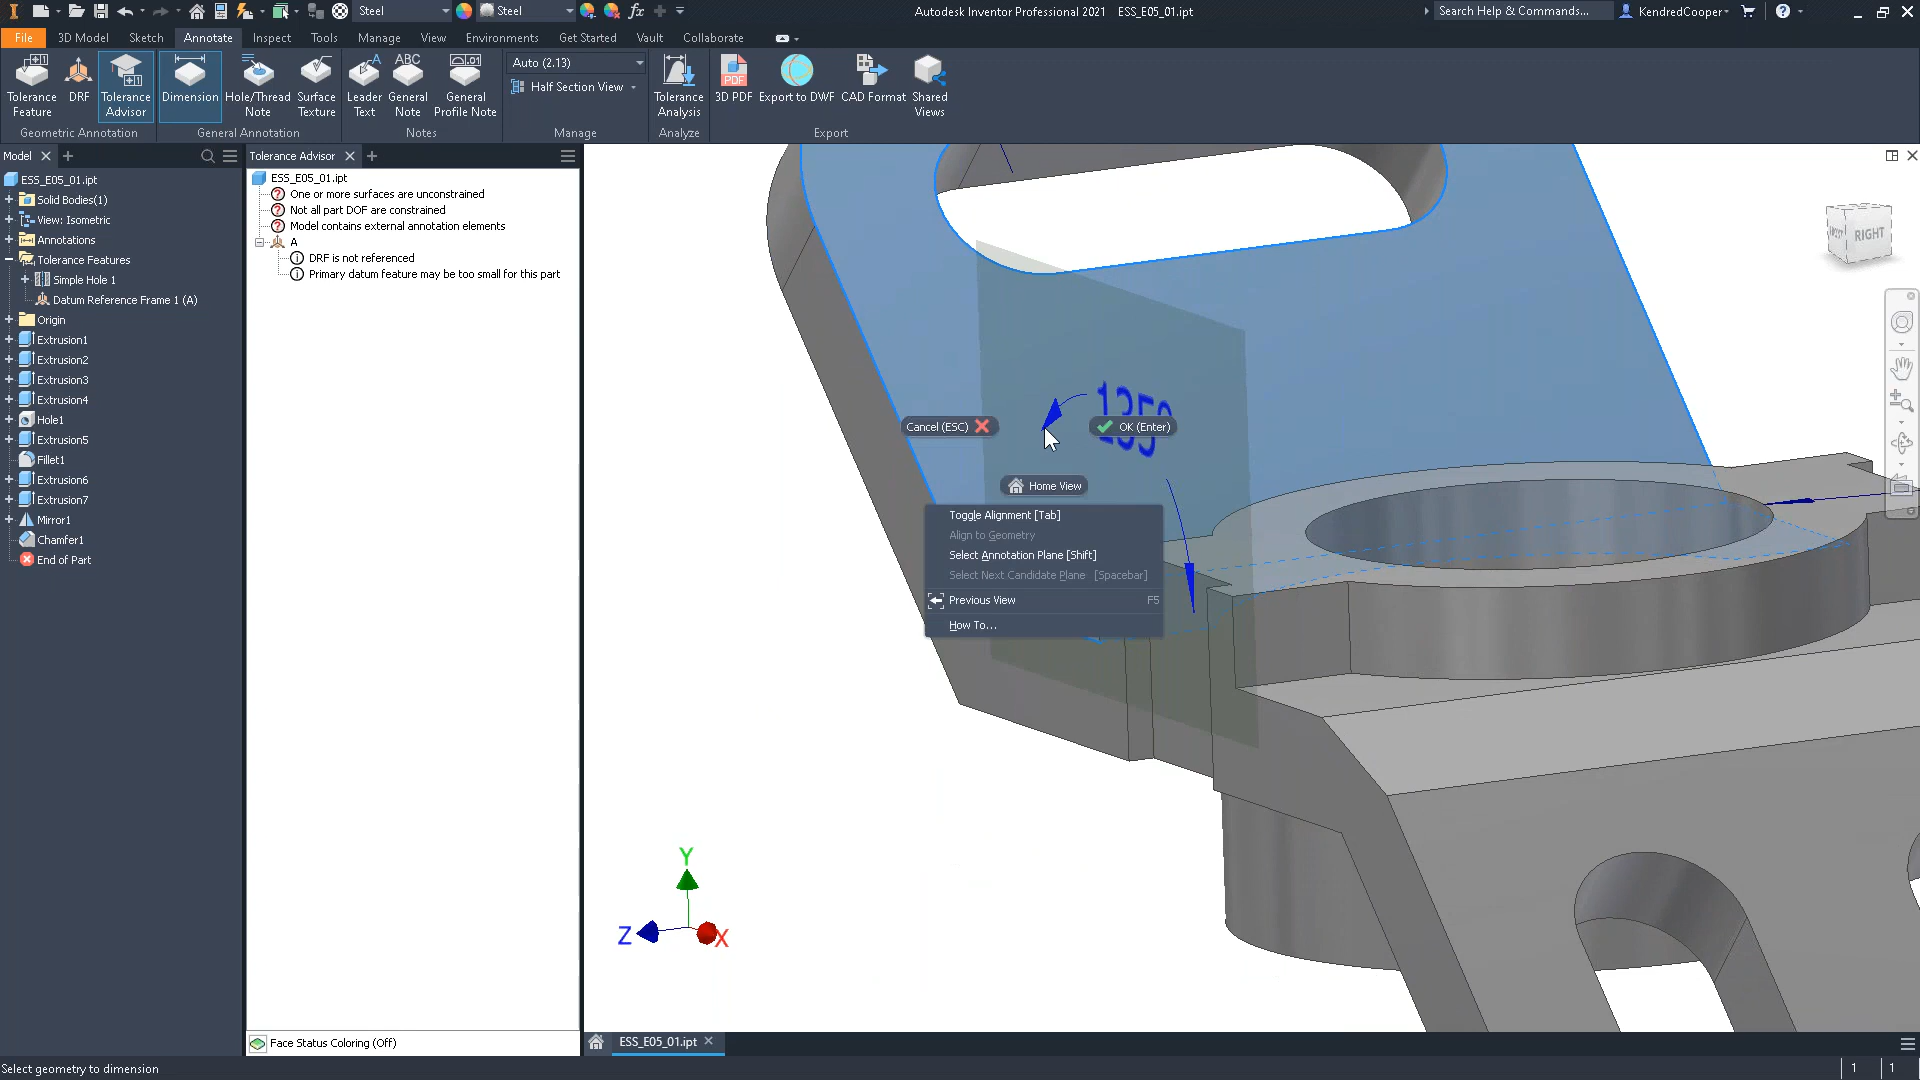 Steel
Steel
fx
Autodesk Inventor Professional 2021 ESS_E05_01.ipt
Search Help & Commands...
KendredCooper
File
3D Model
Sketch
Annotate
Inspect
Tools
Manage
View
Environments
Get Started
Vault
Collaborate
Tolerance Feature
DRF
Tolerance Advisor
Dimension
Hole/Thread Note
Surface Texture
Leader Text
General Note
General Profile Note
Auto (2.13)
Half Section View
Tolerance Analysis
3D PDF
Export to DWF
CAD Format
Shared Views
Geometric Annotation
General Annotation
Notes
Manage
Analyze
Export
Model
ESS_E05_01.ipt
Solid Bodies(1)
View: Isometric
Annotations
Tolerance Features
Simple Hole 1
Datum Reference Frame 1 (A)
Origin
Extrusion1
Extrusion2
Extrusion3
Extrusion4
Hole1
Extrusion5
Fillet1
Extrusion6
Extrusion7
Mirror1
Chamfer1
End of Part
Tolerance Advisor
ESS_E05_01.ipt
One or more surfaces are unconstrained
Not all part DOF are constrained
Model contains external annotation elements
A
DRF is not referenced
Primary datum feature may be too small for this part
Face Status Coloring (Off)
RIGHT
Cancel (ESC)
OK (Enter)
Home View
Toggle Alignment [Tab]
Align to Geometry
Select Annotation Plane [Shift]
Select Next Candidate Plane [Spacebar]
Previous View F5
How To...
Y
Z
X
ESS_E05_01.ipt
Select geometry to dimension
1 1